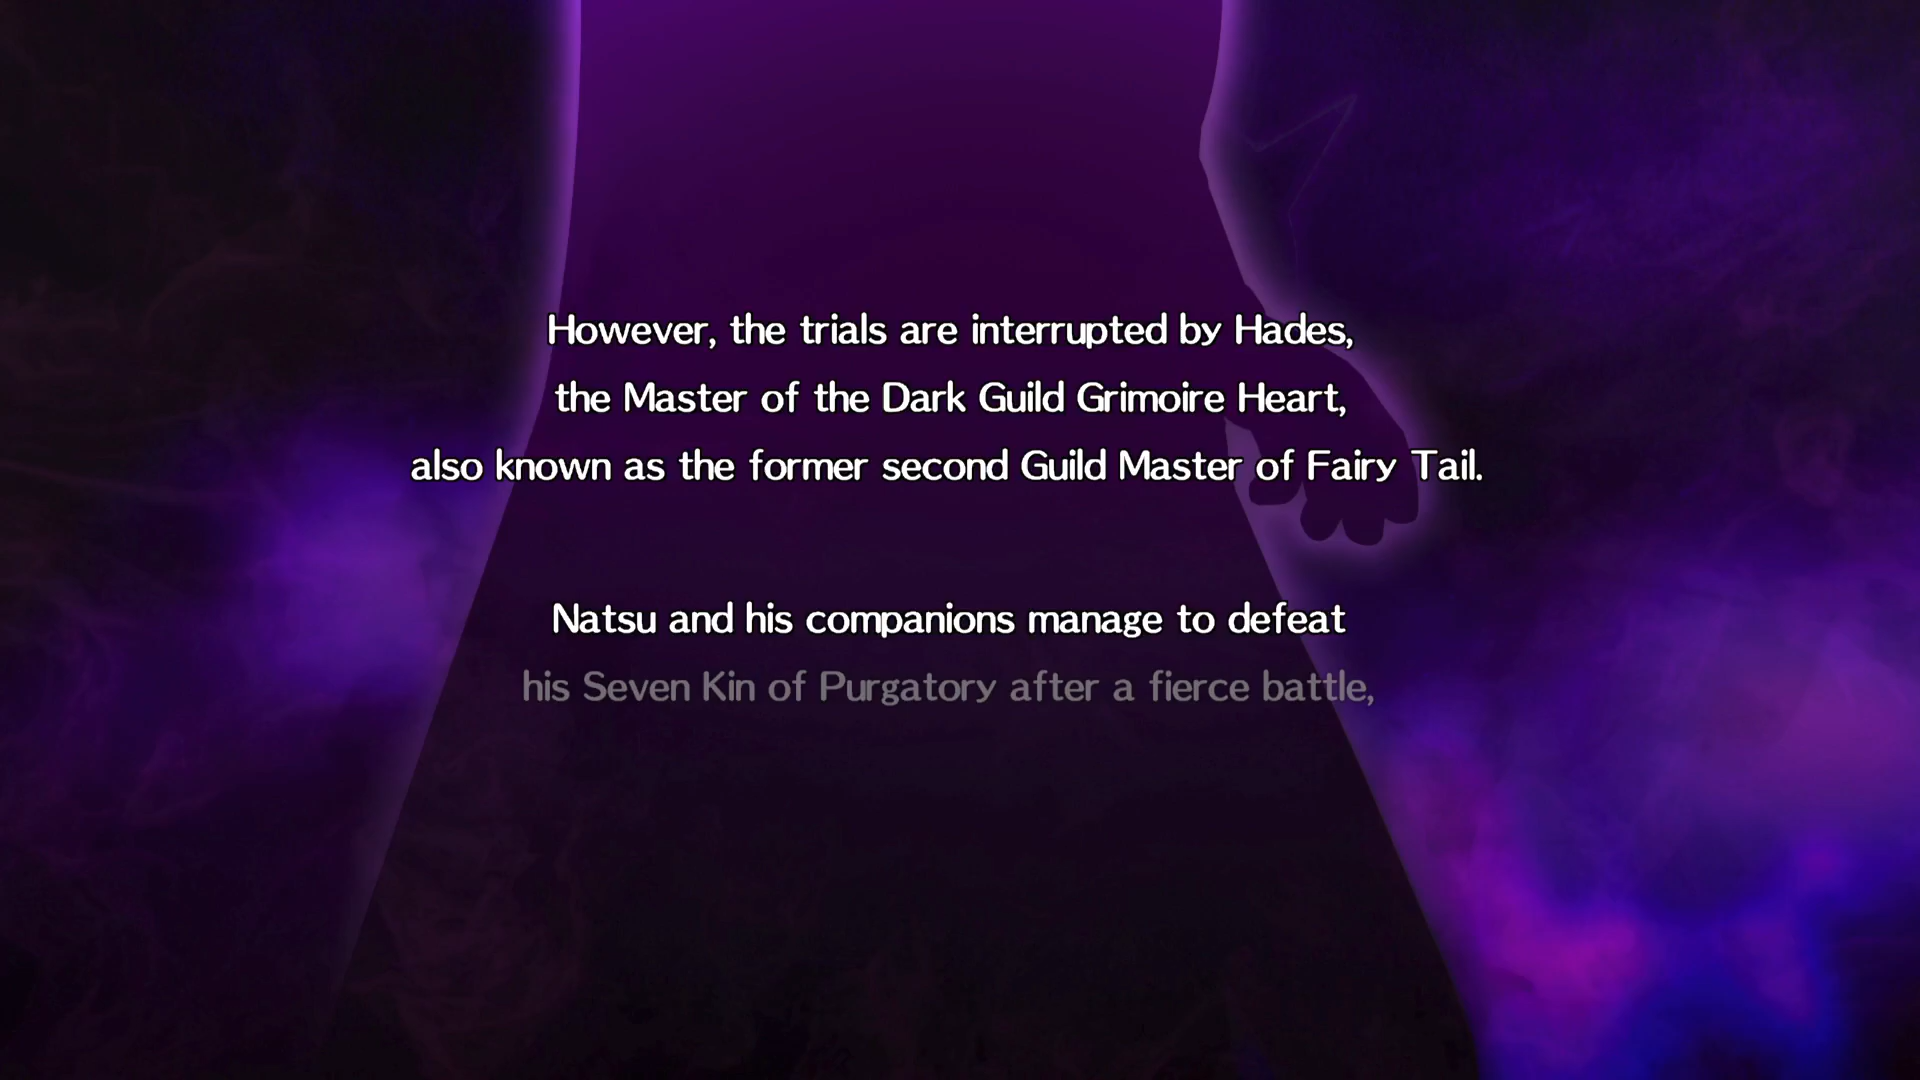 However, the trials are interrupted by Hades,
the Master of the Dark Guild Grimoire Heart,
also known as the former second Guild Master of Fairy Tail.
Natsu and his companions manage to defeat
his Seven Kin of Purgatory after a fierce battle,